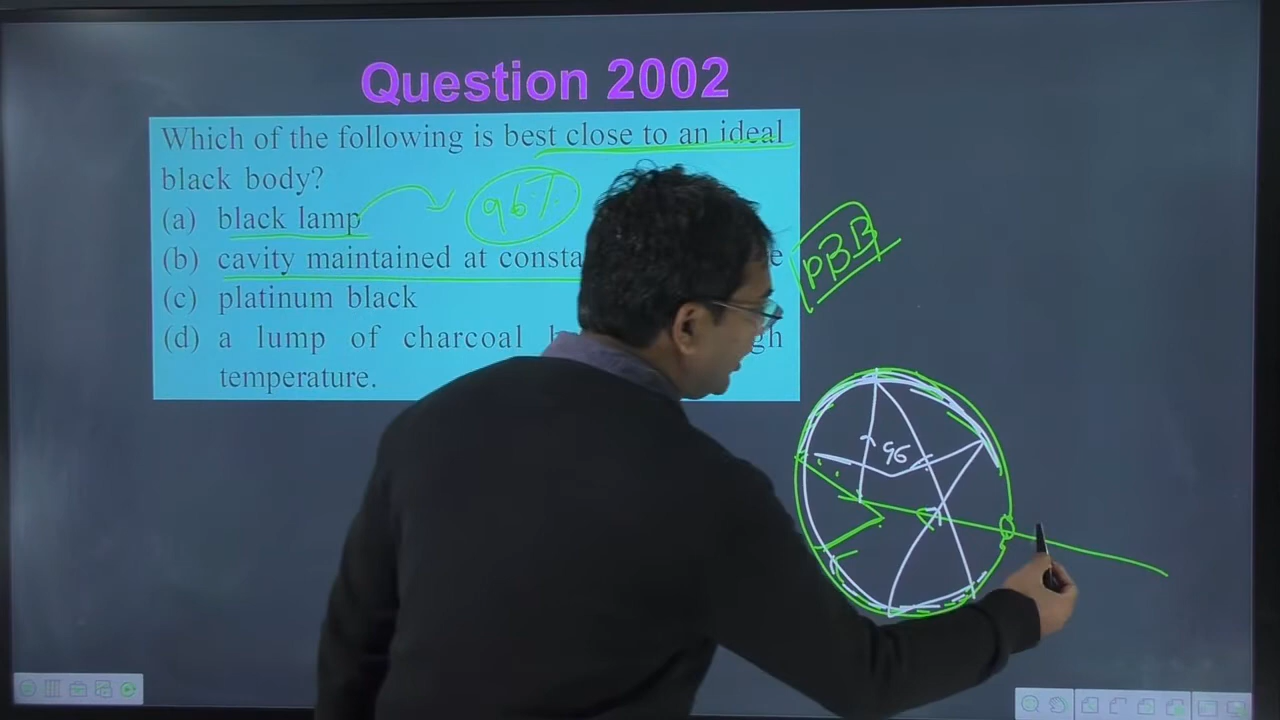 Question 2002
Which of the following is best close to an ideal
black body?
(a) black lamp
96%
(b) cavity maintained at consta
e
PBB
(c) platinum black
(d) a lump of charcoal
gh
temperature.
96